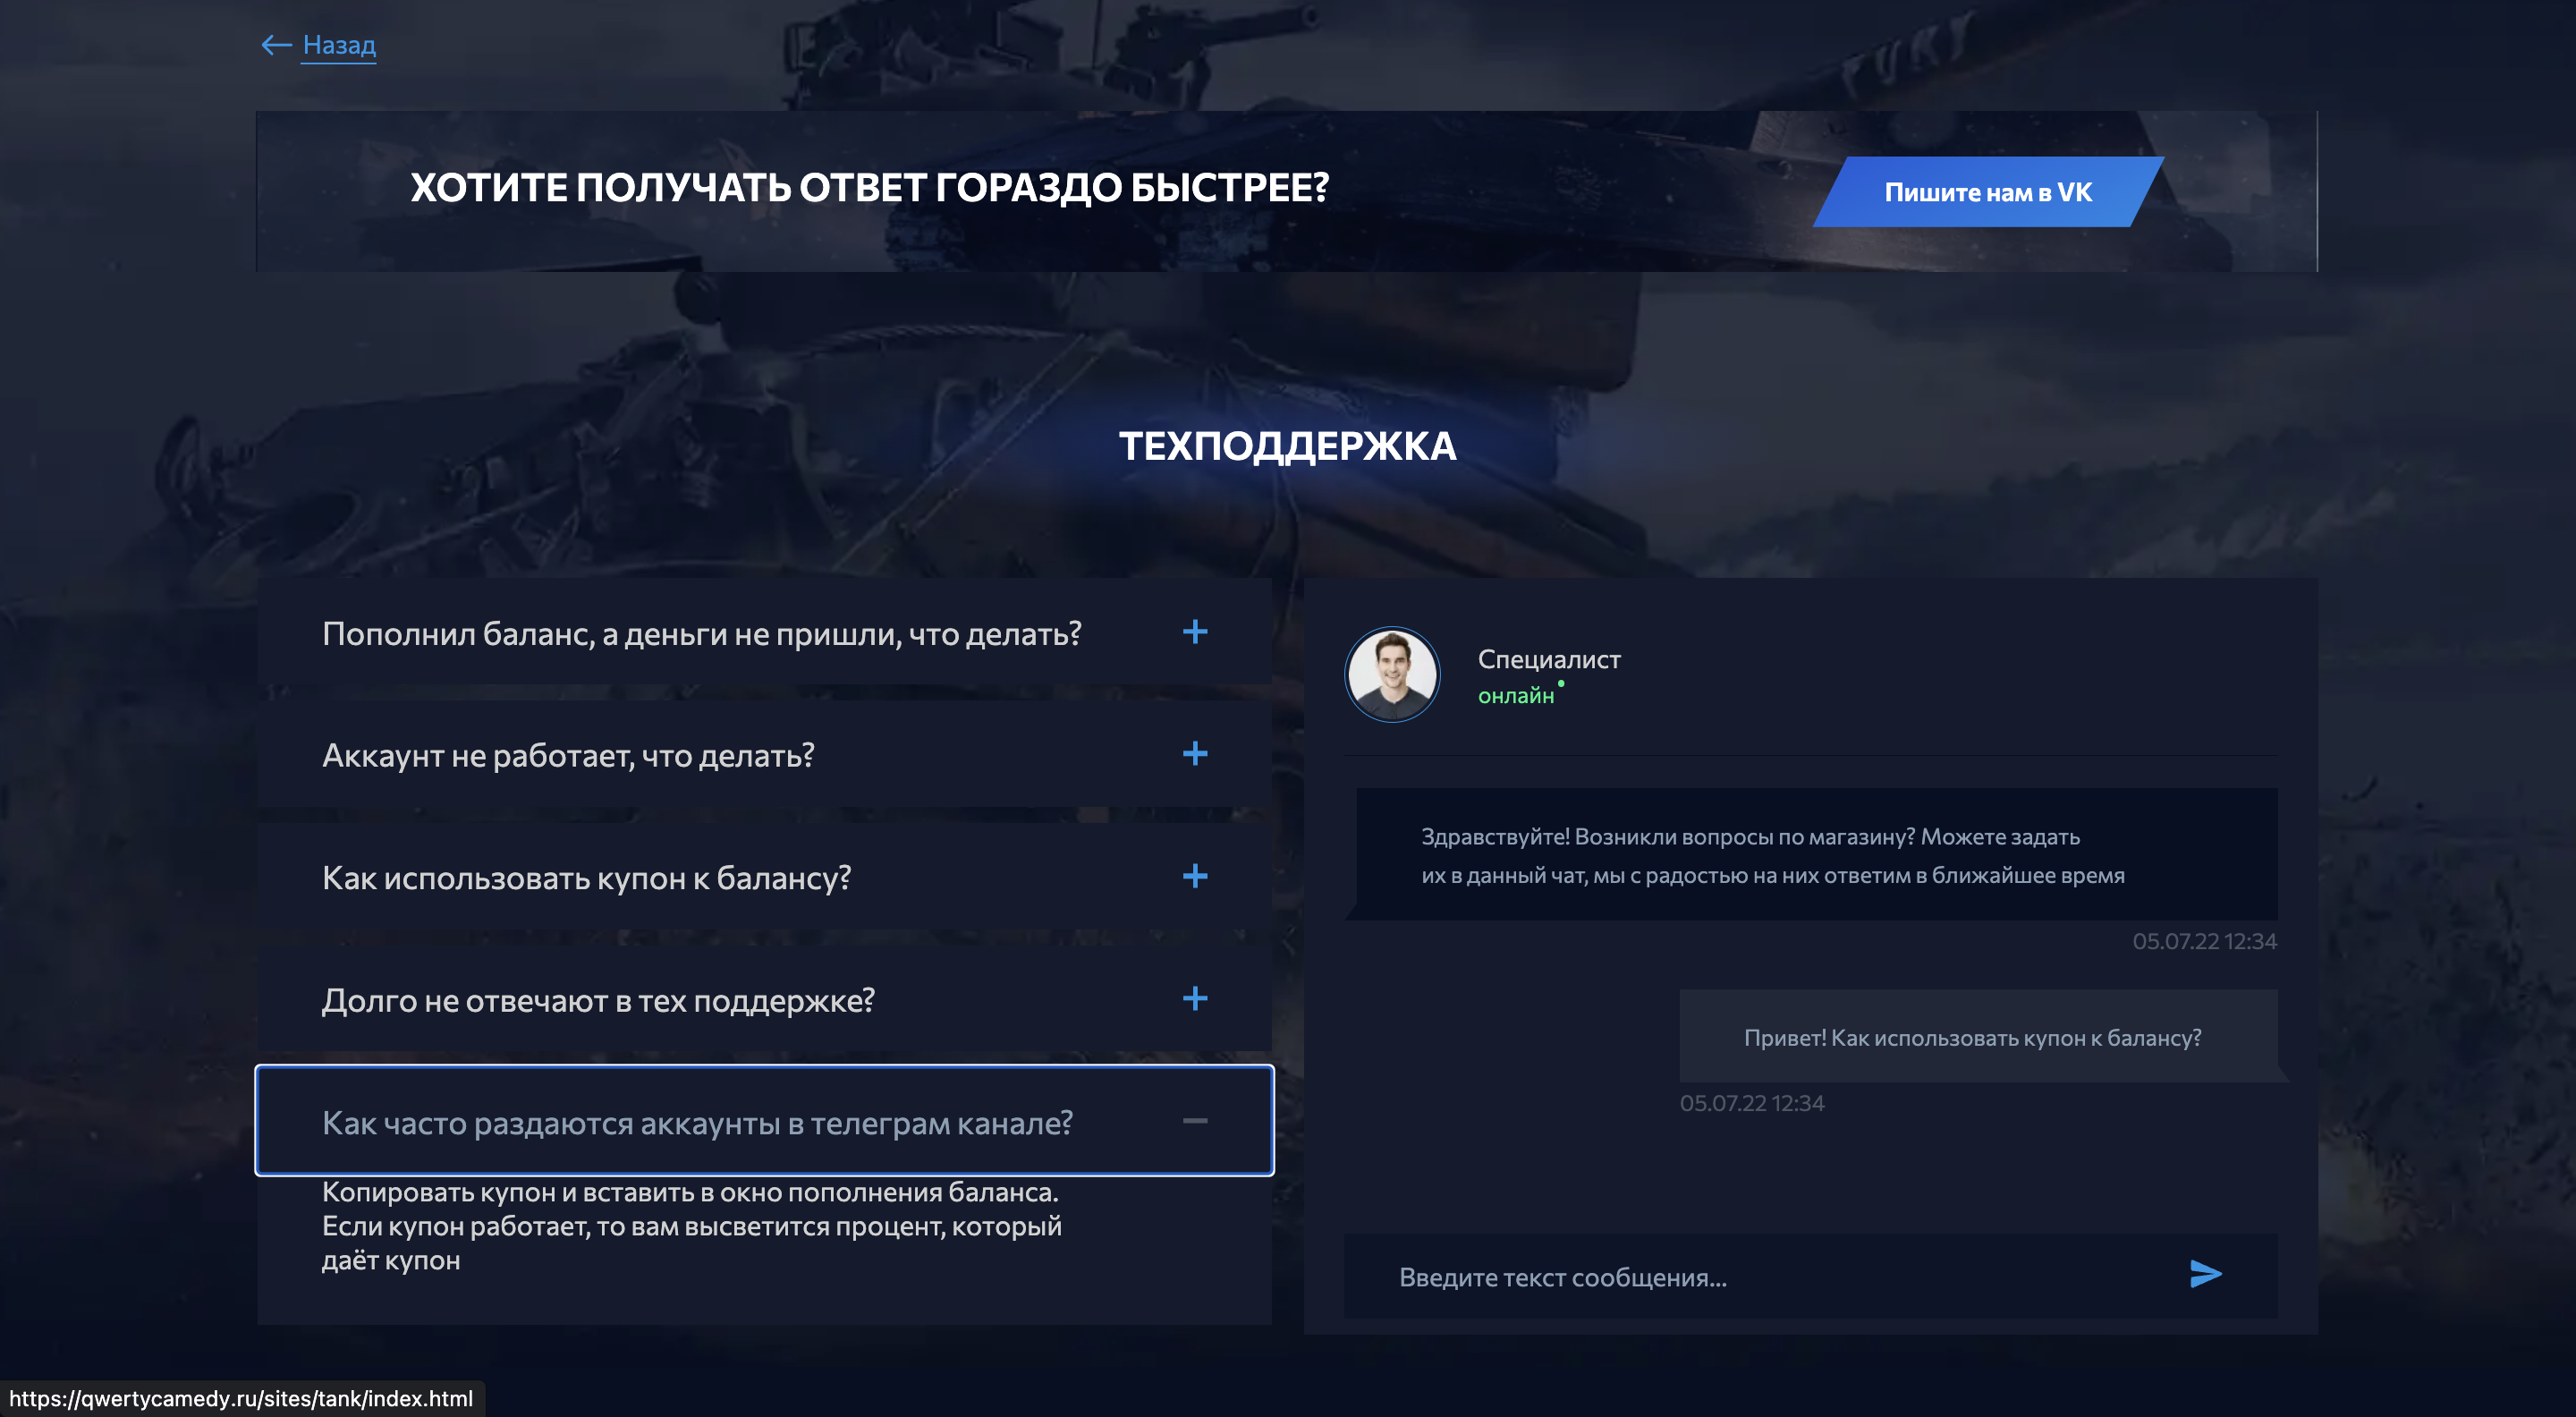 Назад
ХОТИТЕ ПОЛУЧАТЬ ОТВЕТ ГОРАЗДО БЫСТРЕЕ?
Пишите нам в VK
ТЕХПОДДЕРЖКА
Пополнил баланс, а деньги не пришли, что делать?
Аккаунт не работает, что делать?
Как использовать купон к балансу?
Долго не отвечают в тех поддержке?
Как часто раздаются аккаунты в телеграм канале?
Копировать купон и вставить в окно пополнения баланса.
Если купон работает, то вам высветится процент, который
даёт купон
Специалист
онлайн
Здравствуйте! Возникли вопросы по магазину? Можете задать
их в данный чат, мы с радостью на них ответим в ближайшее время
05.07.22 12:34
Привет! Как использовать купон к балансу?
05.07.22 12:34
Введите текст сообщения...
https://qwertycamedy.ru/sites/tank/index.html